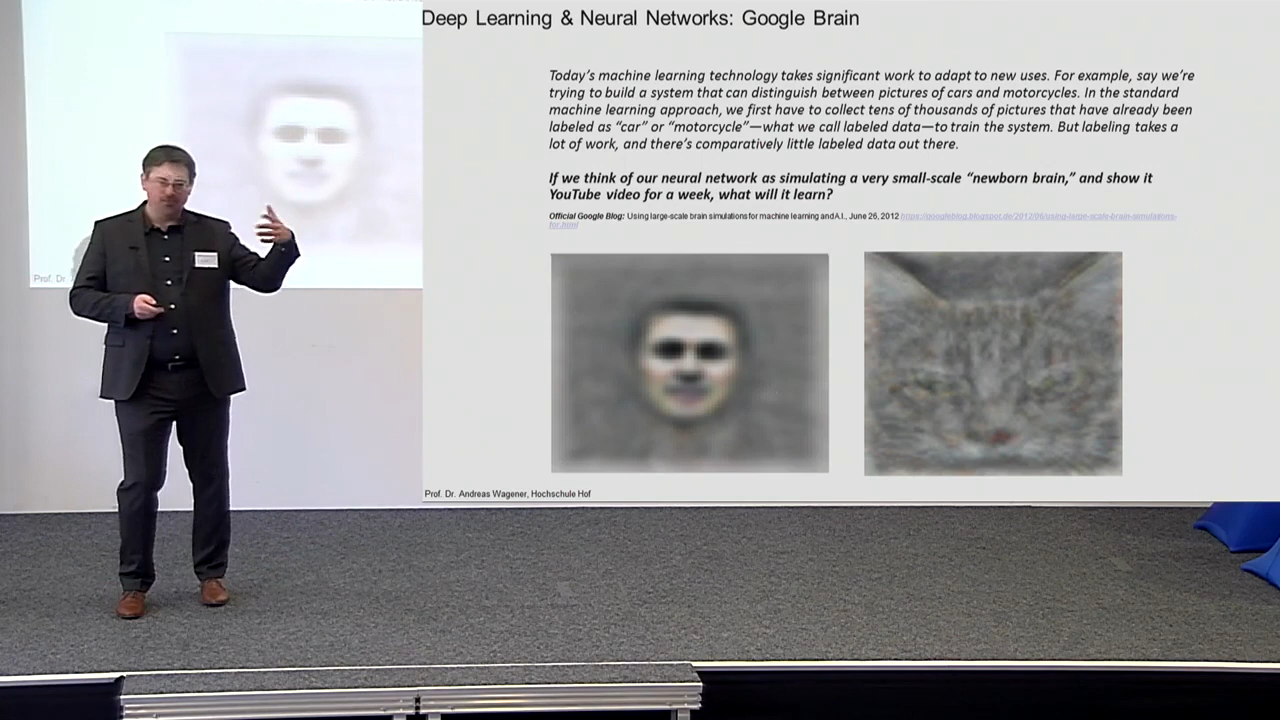 Deep Learning & Neural Networks: Google Brain
Today's machine learning technology takes significant work to adapt to new uses. For example, say we're
trying to build a system that can distinguish between pictures of cars and motorcycles. In the standard
machine learning approach, we first have to collect tens of thousands of pictures that have already been
labeled as “car” or “motorcycle”—what we call labeled data—to train the system. But labeling takes a
lot of work, and there's comparatively little labeled data out there.
If we think of our neural network as simulating a very small-scale “newborn brain,” and show it
YouTube video for a week, what will it learn?
Official Google Blog: Using large-scale brain simulations for machine learning and A.I., June 26, 2012 https://googleblog.blogspot.de/2012/06/using-large-scale-brain-simulations-
for.html
Prof. Dr
Prof. Dr. Andreas Wagener, Hochschule Hof